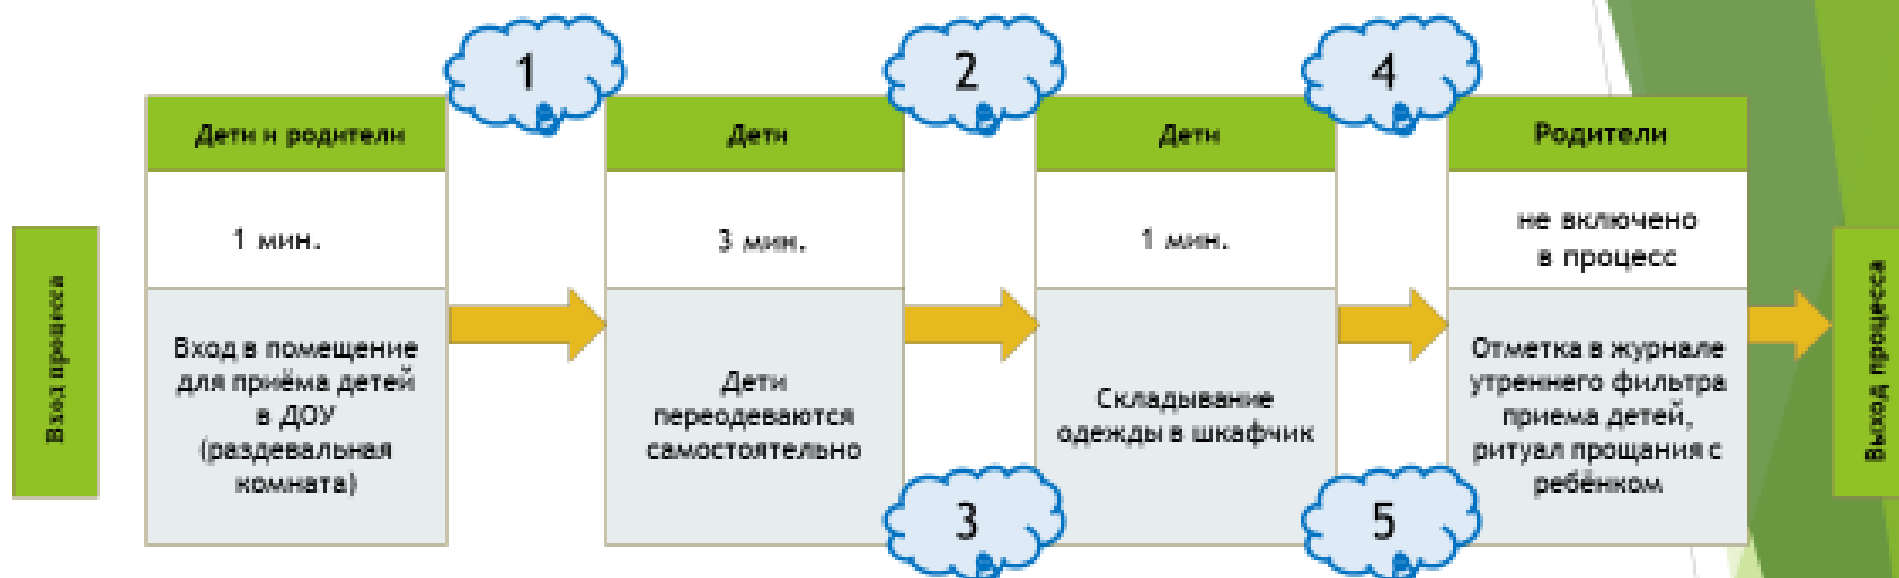 Вход процесса
Дети и родители
1 мин.
Вход в помещение
для приёма детей
в ДОУ
(раздевальная
комната)
1
Дети
3 мин.
Дети
переодеваются
самостоятельно
2
3
Дети
1 мин.
Складывание
одежды в шкафчик
4
5
Родители
не включено
в процесс
Отметка в журнале
утреннего фильтра
приема детей,
ритуал прощания с
ребёнком
Выход процесса